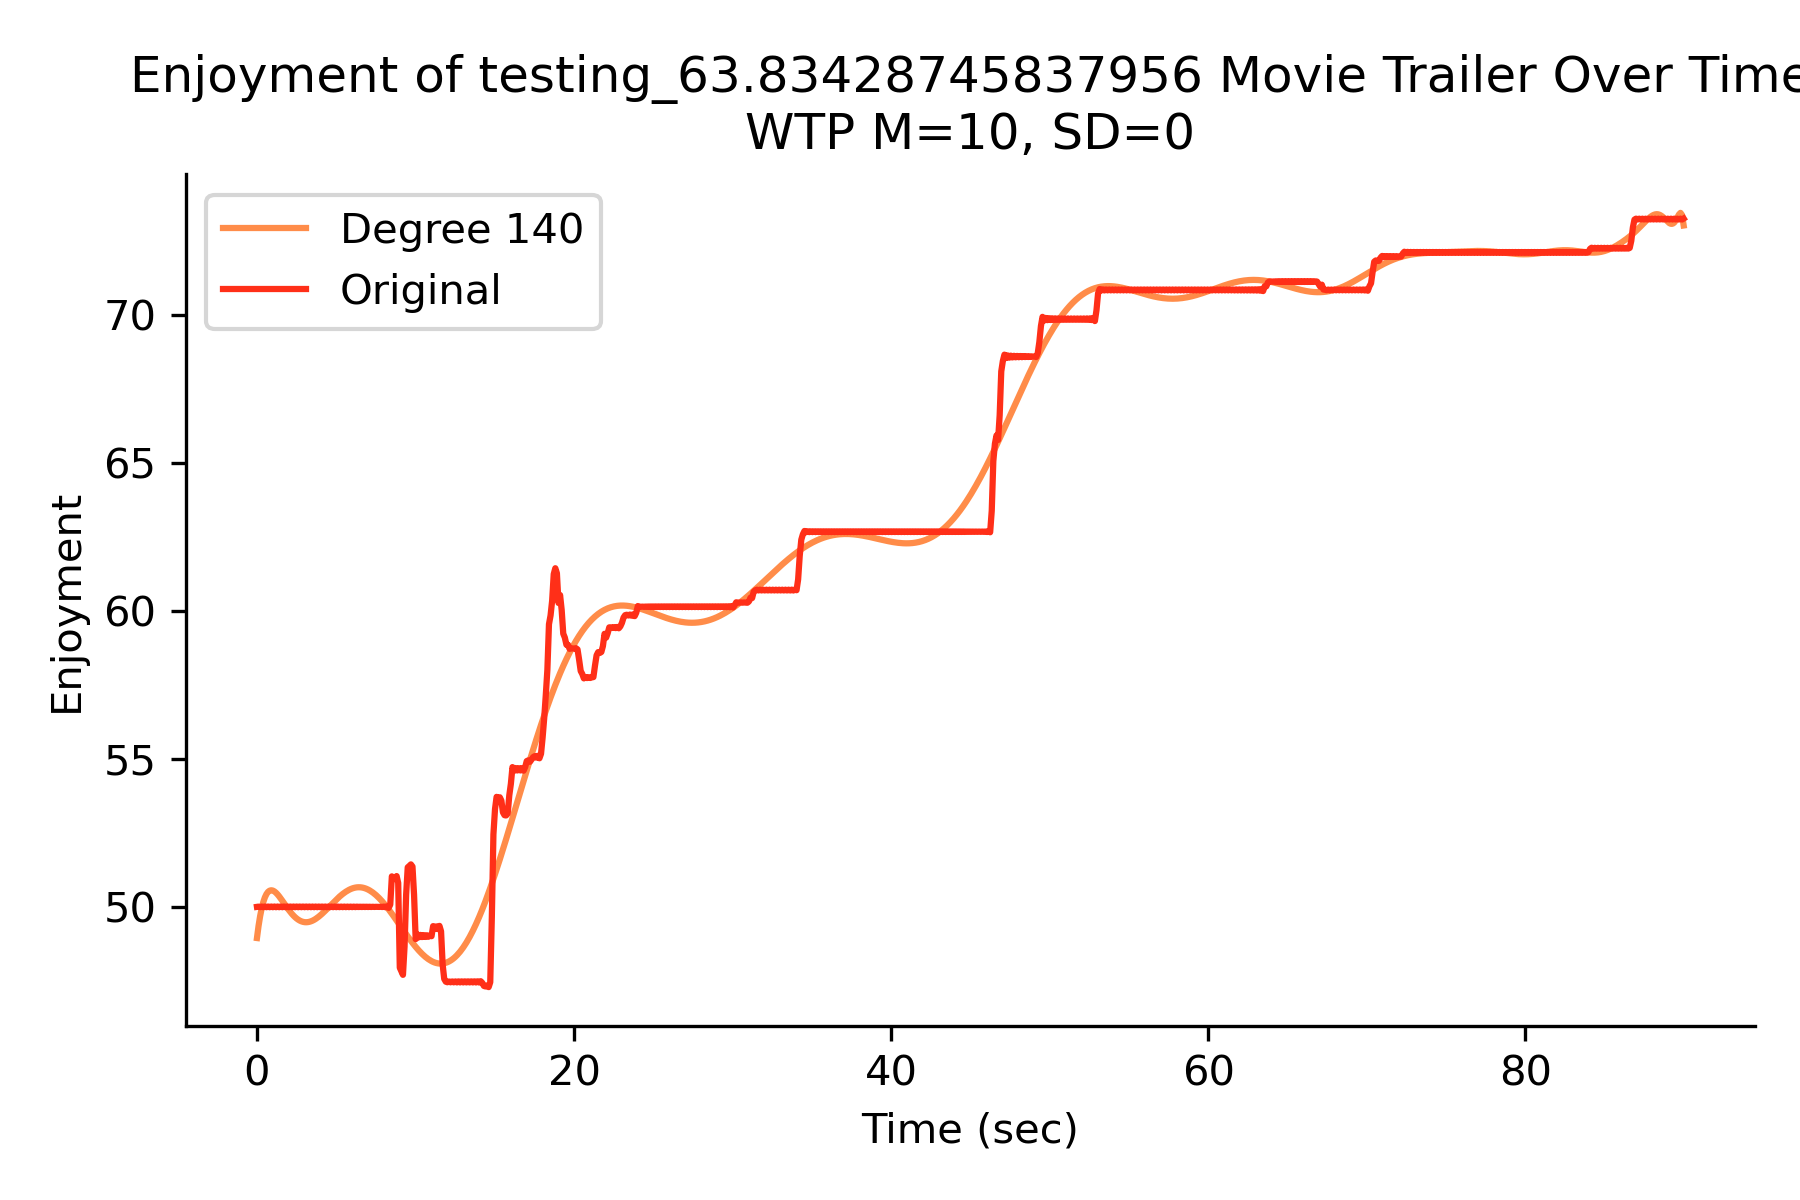 Enjoyment of testing_63.83428745837956 Movie Trailer Over Time
WTP M=10, SD=0
Degree 140
Original
70
65
60
55
50
Enjoyment
0 20 40 60 80
Time (sec)